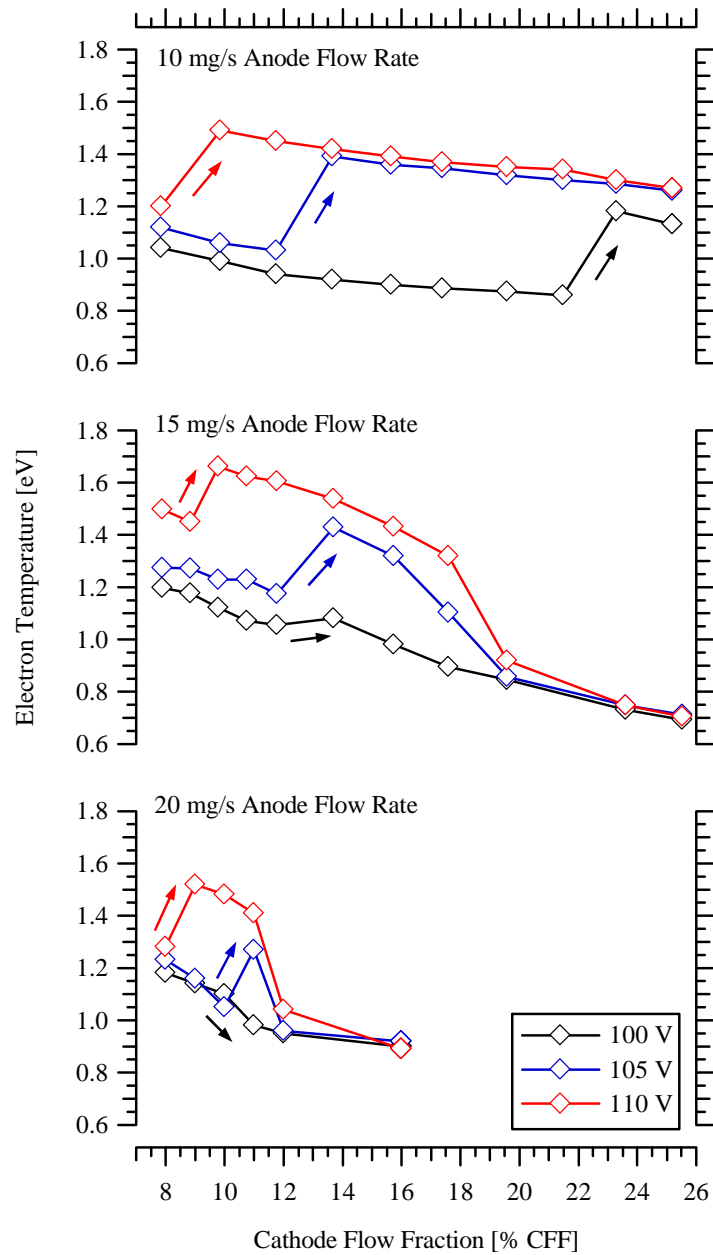 10 mg/s Anode Flow Rate
1.8
1.6
1.4
1.2
1.0
0.8
0.6
15 mg/s Anode Flow Rate
1.8
1.6
1.4
1.2
1.0
0.8
0.6
Electron Temperature [eV]
20 mg/s Anode Flow Rate
1.8
1.6
1.4
1.2
1.0
0.8
0.6
100 V
105 V
110 V
8 10 12 14 16 18 20 22 24 26
Cathode Flow Fraction [% CFF]